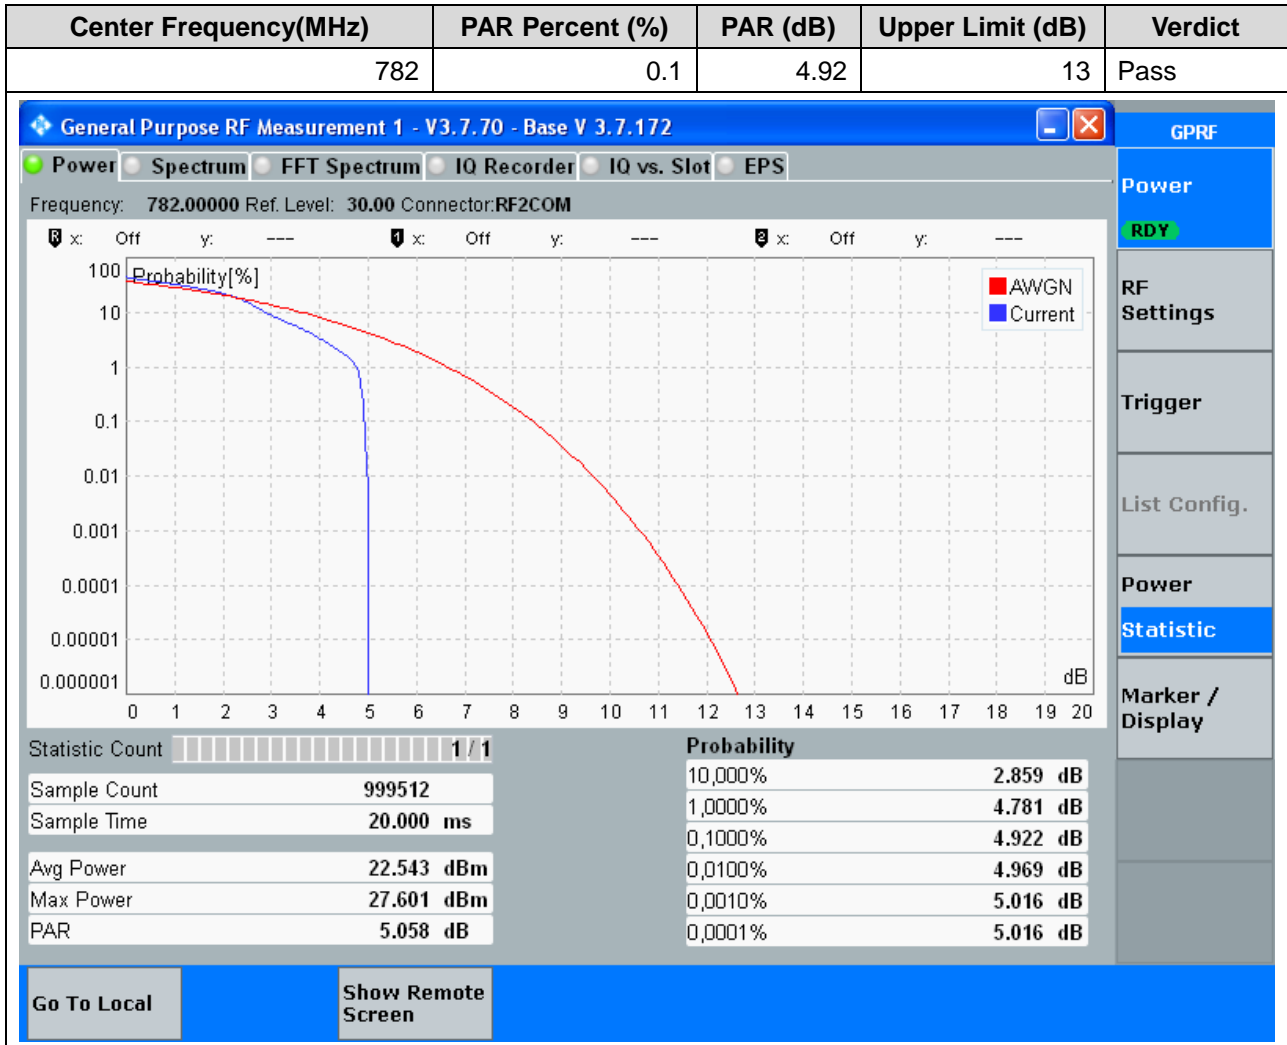 Center Frequency(MHz) PAR Percent (%) PAR (dB) Upper Limit (dB) Verdict
782 0.1 4.92 13 Pass
General Purpose RF Measurement 1 - V3.7.70 - Base V 3.7.172
GPRF
Power Spectrum FFT Spectrum IQ Recorder IQ vs. Slot EPS
Power
RDY
Frequency: 782.00000 Ref. Level: 30.00 Connector:RF2COM
R x: Off y: --- 1 x: Off y: --- 2 x: Off y: ---
Probability[%]
AWGN
Current
100
10
1
0.1
0.01
0.001
0.0001
0.00001
0.000001
dB
0 1 2 3 4 5 6 7 8 9 10 11 12 13 14 15 16 17 18 19 20
RF
Settings
Trigger
List Config.
Power
Statistic
Marker /
Display
Statistic Count 1 / 1
Sample Count 999512
Sample Time 20.000 ms
Avg Power 22.543 dBm
Max Power 27.601 dBm
PAR 5.058 dB
Probability
10,000% 2.859 dB
1,0000% 4.781 dB
0,1000% 4.922 dB
0,0100% 4.969 dB
0,0010% 5.016 dB
0,0001% 5.016 dB
Go To Local
Show Remote
Screen